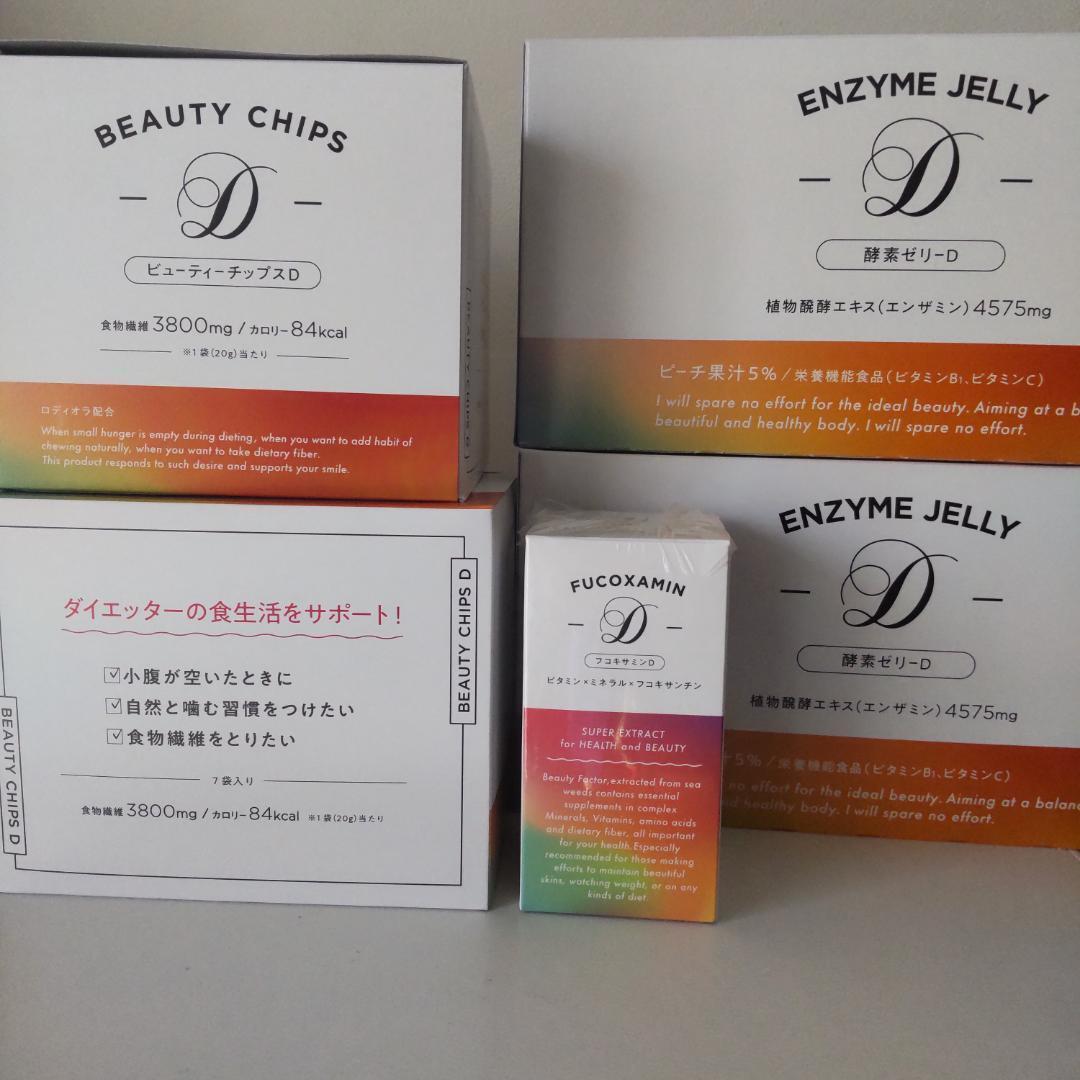 BEAUTY CHIPS
D
ビューティーチップスD
食物繊維 3800mg / カロリー 84kcal
※1袋(20g)当たり
ロディオラ配合
When small hunger is empty during dieting, when you want to add habit of
chewing naturally, when you want to take dietary fiber.
This product responds to such desire and supports your smile.
BEAUTY CHIPS D
ENZYME JELLY
D
酵素ゼリーD
植物醗酵エキス(エンザミン) 4575mg
ピーチ果汁5% / 栄養機能食品(ビタミンB1、ビタミンC)
I will spare no effort for the ideal beauty. Aiming at a b
beautiful and healthy body. I will spare no effort.
ダイエッターの食生活をサポート!
小腹が空いたときに
自然と噛む習慣をつけたい
食物繊維をとりたい
7袋入り
食物繊維 3800mg / カロリー 84kcal ※1袋(20g)当たり
BEAUTY CHIPS D
BEAUTY CHIPS D
FUCOXAMIN
D
フコキサミンD
ビタミン×ミネラル×フコキサンチン
SUPER EXTRACT
for HEALTH and BEAUTY
Beauty Factor, extracted from sea
weeds contains essential
supplements in complex
Minerals, Vitamins, amino acids
and dietary fiber, all important
for your health. Especially
recommended for those making
efforts to maintain beautiful
skins, watching weight, or on any
kinds of diet.
ENZYME JELLY
D
酵素ゼリーD
植物醗酵エキス(エンザミン) 4575mg
汁5% / 栄養機能食品(ビタミンB1、ビタミンC)
no effort for the ideal beauty. Aiming at a balanc
d healthy body. I will spare no effort.